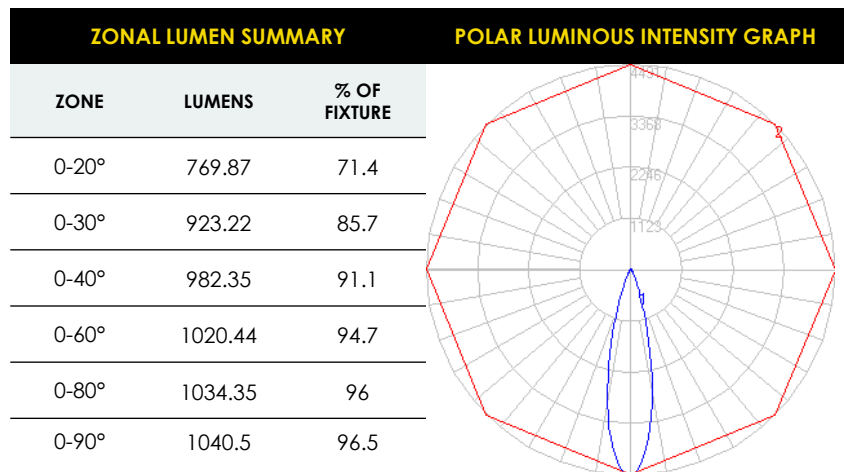 ZONAL LUMEN SUMMARY
POLAR LUMINOUS INTENSITY GRAPH
ZONE LUMENS % OF FIXTURE
0-20° 769.87 71.4
0-30° 923.22 85.7
0-40° 982.35 91.1
0-60° 1020.44 94.7
0-80° 1034.35 96
0-90° 1040.5 96.5
4491
3368
2246
1123
2
1